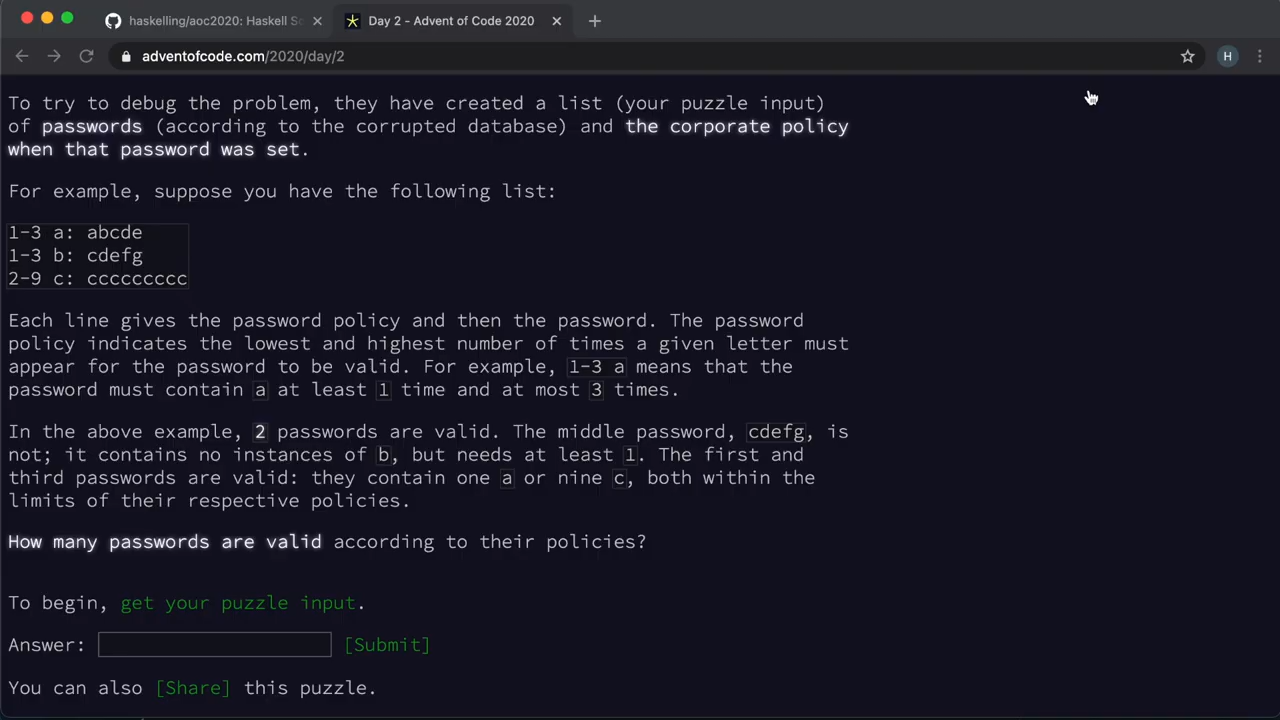 haskelling/aoc2020: Haskell Sc
Day 2 - Advent of Code 2020
adventofcode.com/2020/day/2
H
To try to debug the problem, they have created a list (your puzzle input)
of passwords (according to the corrupted database) and the corporate policy
when that password was set.
For example, suppose you have the following list:
1-3 a: abcde
1-3 b: cdefg
2-9 c: ccccccccc
Each line gives the password policy and then the password. The password
policy indicates the lowest and highest number of times a given letter must
appear for the password to be valid. For example, 1-3 a means that the
password must contain a at least 1 time and at most 3 times.
In the above example, 2 passwords are valid. The middle password, cdefg, is
not; it contains no instances of b, but needs at least 1. The first and
third passwords are valid: they contain one a or nine c, both within the
limits of their respective policies.
How many passwords are valid according to their policies?
To begin, get your puzzle input.
Answer: [Submit]
You can also [Share] this puzzle.